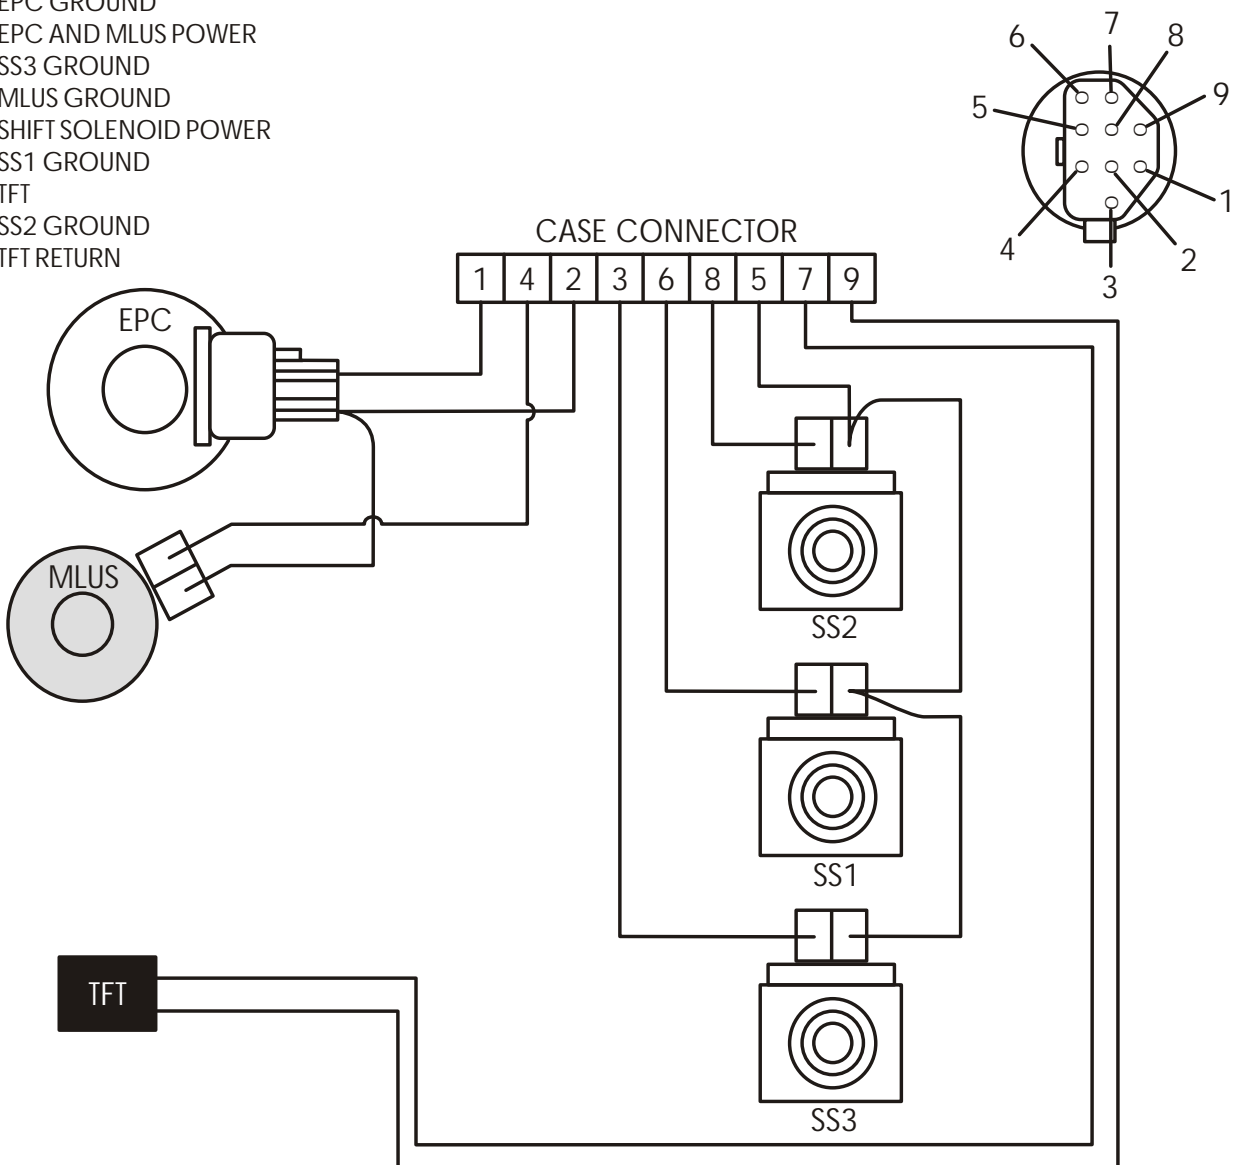 EPC GROUND
EPC AND MLUS POWER
SS3 GROUND
MLUS GROUND
SHIFT SOLENOID POWER
SS1 GROUND
TFT
SS2 GROUND
TFT RETURN
7
6
8
9
5
1
4
2
3
CASE CONNECTOR
1 4 2 3 6 8 5 7 9
EPC
MLUS
SS2
SS1
TFT
SS3